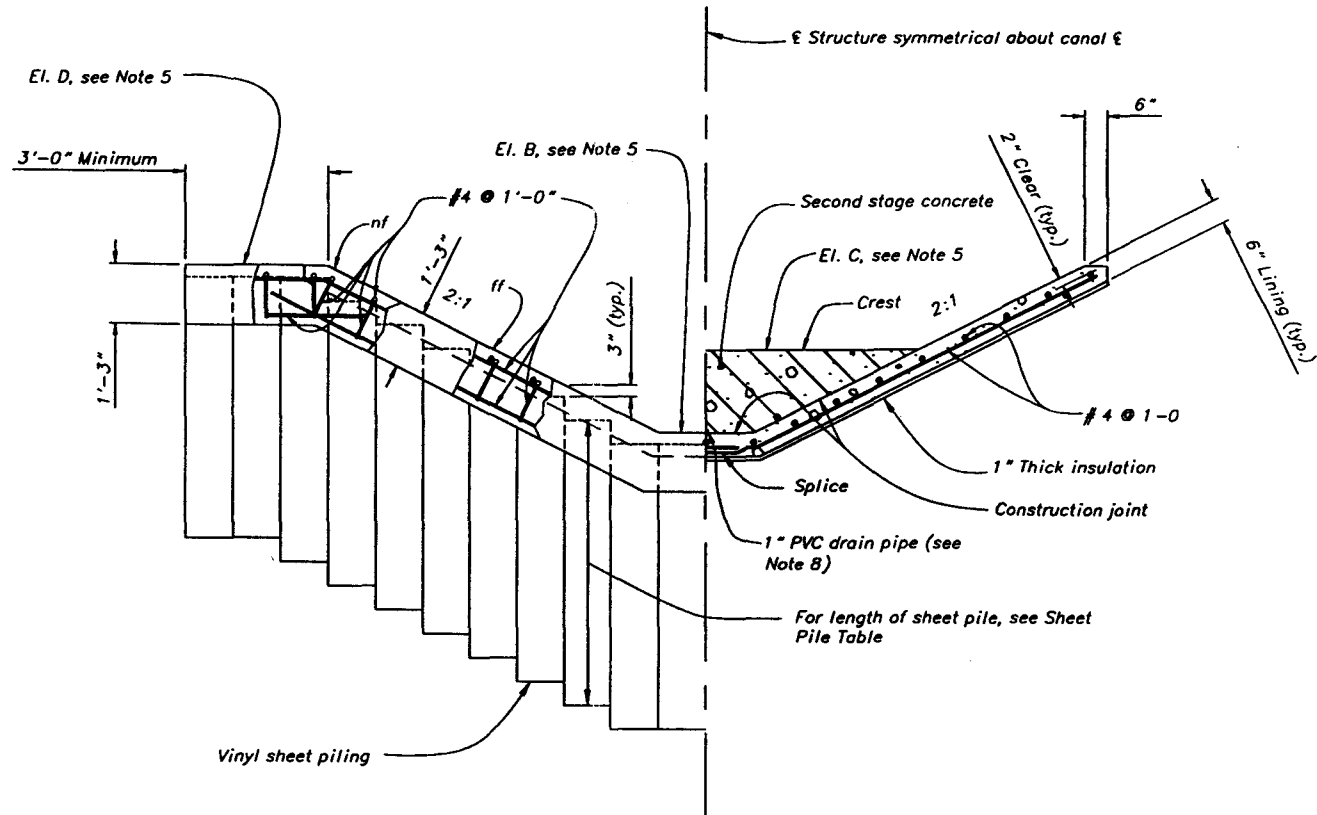 ℄ Structure symmetrical about canal ℄
El. D, see Note 5
6"
3'-0" Minimum
El. B, see Note 5
2" Clear (typ.)
#4 @ 1'-0"
Second stage concrete
nf
1'-3"
6" Lining (typ.)
El. C, see Note 5
2:1
ff
Crest
2:1
3" (typ.)
1'-3"
#4 @ 1-0
1" Thick insulation
Splice
Construction joint
1" PVC drain pipe (see
Note 8)
For length of sheet pile, see Sheet
Pile Table
Vinyl sheet piling